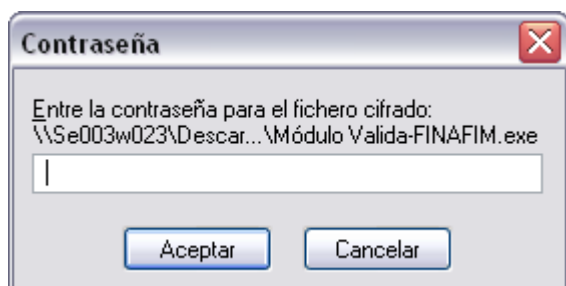 Contraseña
Entre la contraseña para el fichero cifrado:
\\Se003w023\Descar...\Módulo Valida-FINAFIM.exe
Aceptar
Cancelar